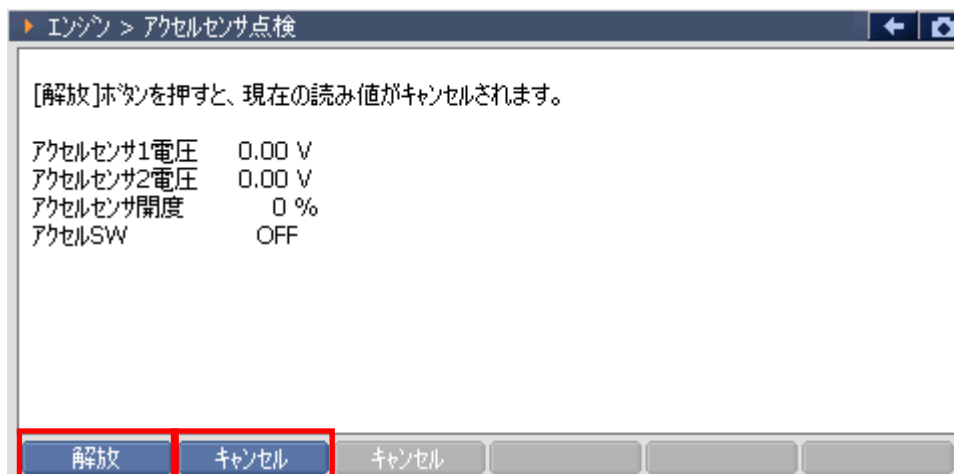 エンジン > アクセルセンサ点検
[解放]ボタンを押すと、現在の読み値がキャンセルされます。
アクセルセンサ1電圧 0.00 V
アクセルセンサ2電圧 0.00 V
アクセルセンサ開度 0 %
アクセルSW OFF
解放 キャンセル キャンセル